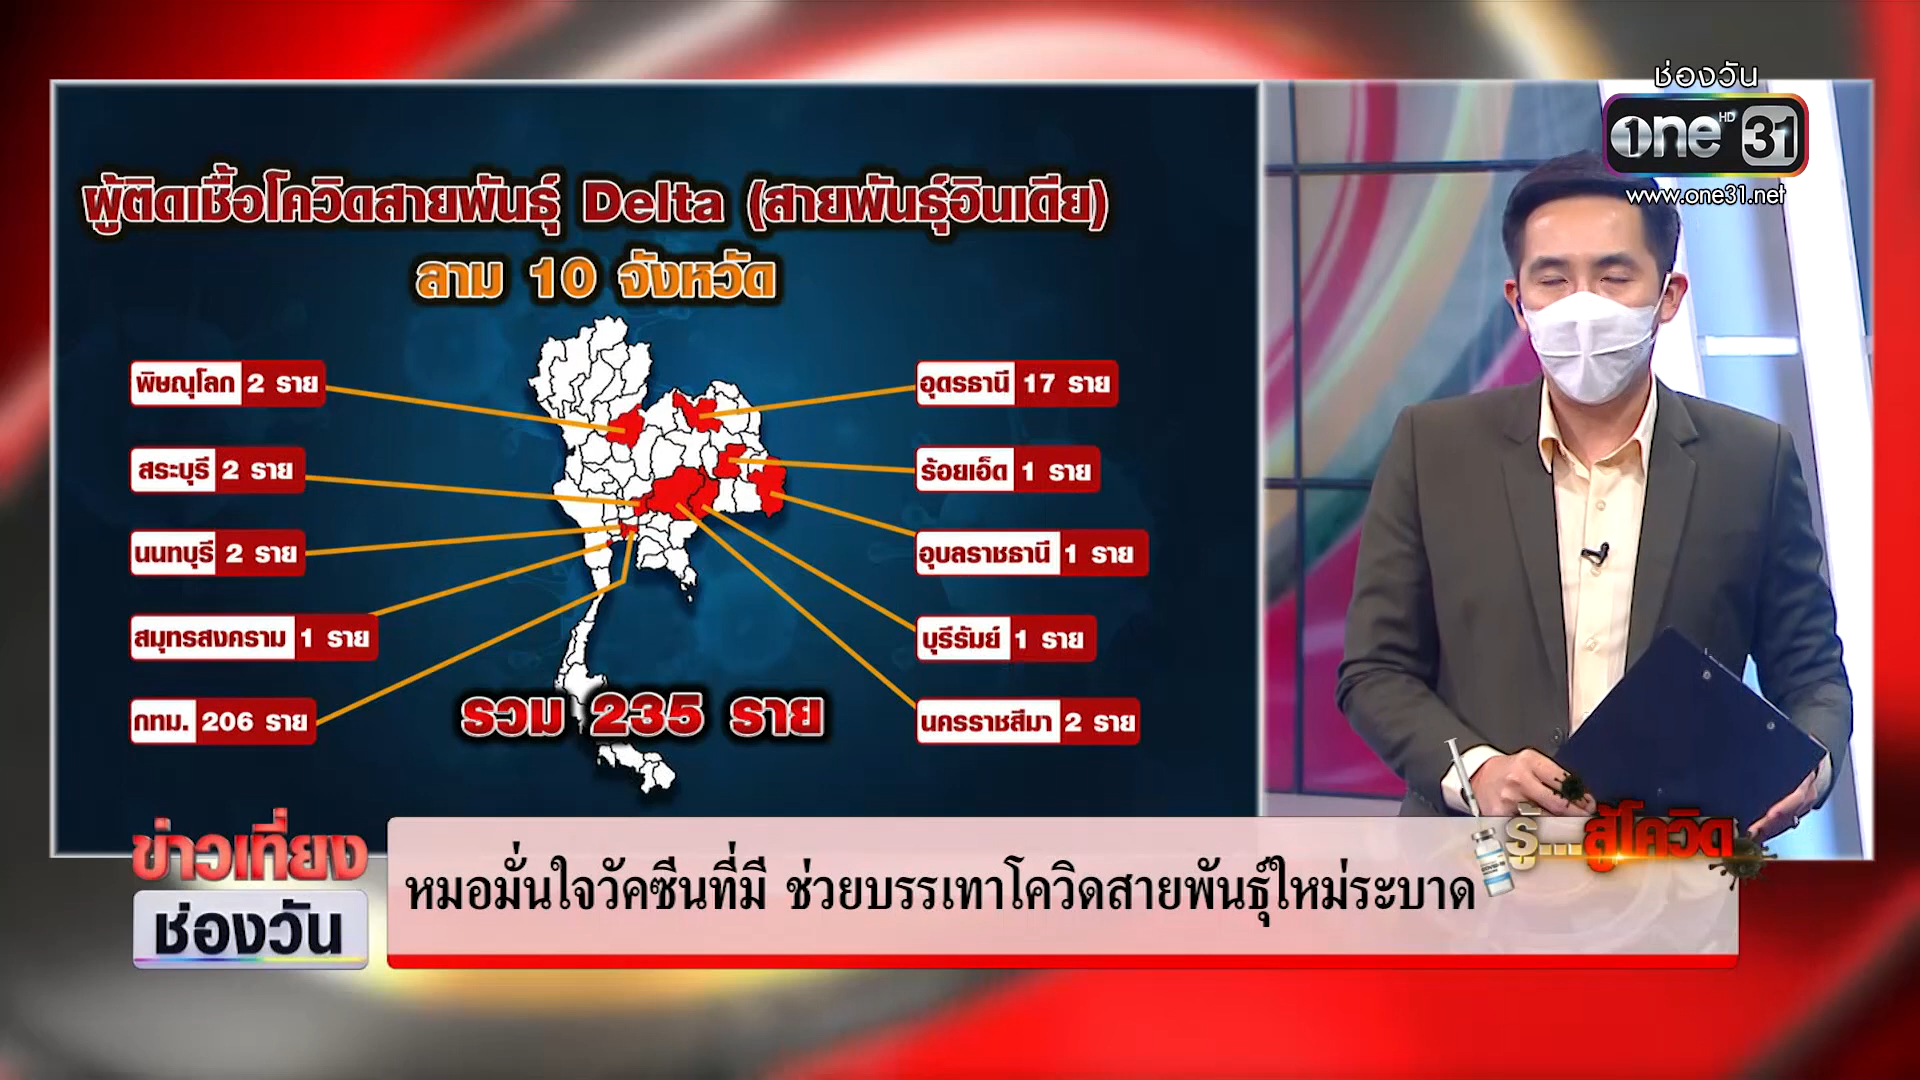 ช่องวัน
one HD 31
www.one31.net
ผู้ติดเชื้อโควิดสายพันธุ์ Delta (สายพันธุ์อินเดีย)
ลาม 10 จังหวัด
พิษณุโลก 2 ราย
สระบุรี 2 ราย
นนทบุรี 2 ราย
สมุทรสงคราม 1 ราย
กทม. 206 ราย
อุดรธานี 17 ราย
ร้อยเอ็ด 1 ราย
อุบลราชธานี 1 ราย
บุรีรัมย์ 1 ราย
นครราชสีมา 2 ราย
รวม 235 ราย
รู้...สู้โควิด
ข่าวเที่ยง
ช่องวัน
หมอมั่นใจวัคซีนที่มี ช่วยบรรเทาโควิดสายพันธุ์ใหม่ระบาด